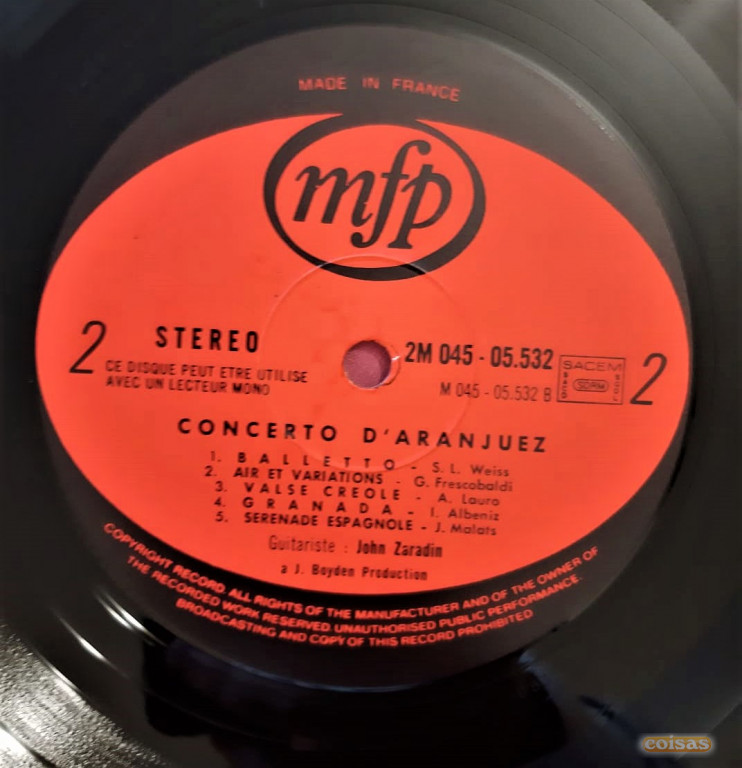 MADE IN FRANCE
mfp
2 STEREO 2M 045 - 05.532 2
CE DISQUE PEUT ETRE UTILISE
AVEC UN LECTEUR MONO
M 045 - 05.532 B
SACEM
SACD
SDRM
SGDL
CONCERTO D'ARANJUEZ
1. BALLETTO - S. L. Weiss
2. AIR ET VARIATIONS - G. Frescobaldi
3. VALSE CREOLE - A. Lauro
4. GRANADA - I. Albeniz
5. SERENADE ESPAGNOLE - J. Malats
Guitariste : John Zaradin
a J. Boyden Production
COPYRIGHT RECORD. ALL RIGHTS OF THE MANUFACTURER AND OF THE OWNER OF
THE RECORDED WORK RESERVED. UNAUTHORISED PUBLIC PERFORMANCE.
BROADCASTING AND COPY OF THIS RECORD PROHIBITED
coisas